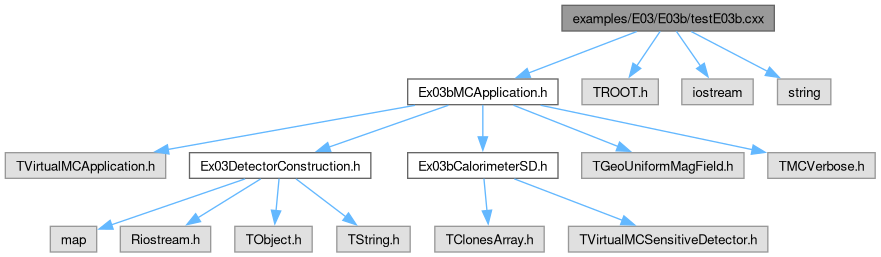 examples/E03/E03b/testE03b.cxx
Ex03bMCApplication.h
TROOT.h
iostream
string
TVirtualMCApplication.h
Ex03DetectorConstruction.h
Ex03bCalorimeterSD.h
TGeoUniformMagField.h
TMCVerbose.h
map
Riostream.h
TObject.h
TString.h
TClonesArray.h
TVirtualMCSensitiveDetector.h